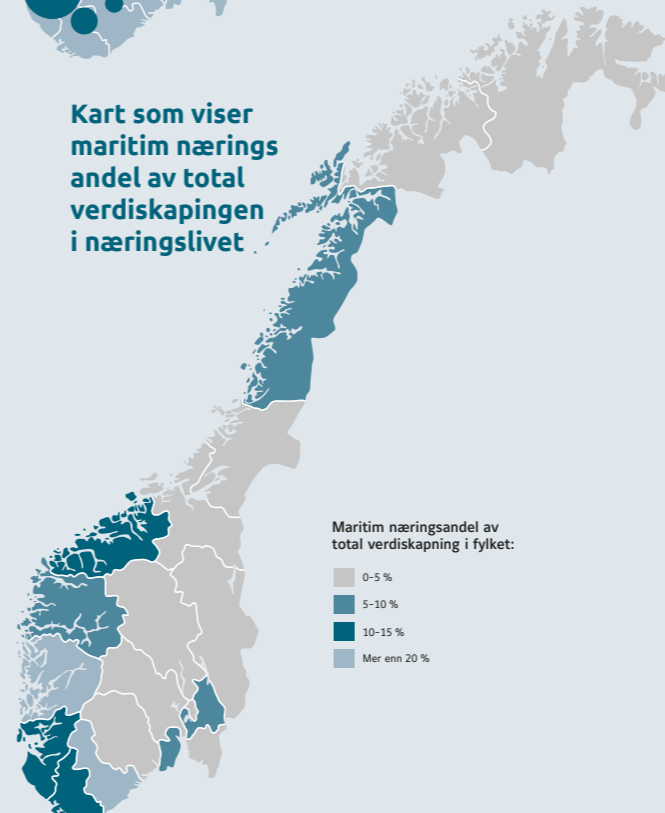 Kart som viser
maritim nærings
andel av total
verdiskapingen
i næringslivet
Maritim næringsandel av
total verdiskapning i fylket:
0–5 %
5–10 %
10–15 %
Mer enn 20 %